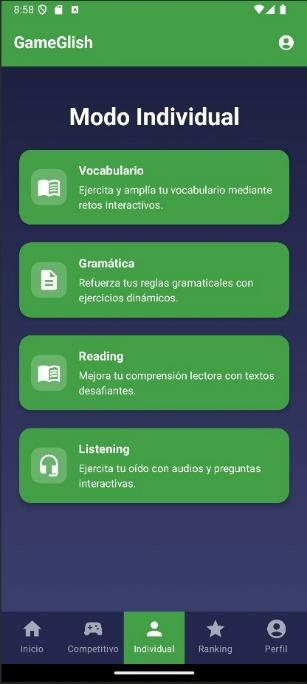 8:58
GameGlish
Modo Individual
Vocabulario
Ejercita y amplía tu vocabulario mediante
retos interactivos.
Gramática
Refuerza tus reglas gramaticales con
ejercicios dinámicos.
Reading
Mejora tu comprensión lectora con textos
desafiantes.
Listening
Ejercita tu oído con audios y preguntas
interactivas.
Inicio Competitivo Individual Ranking Perfil